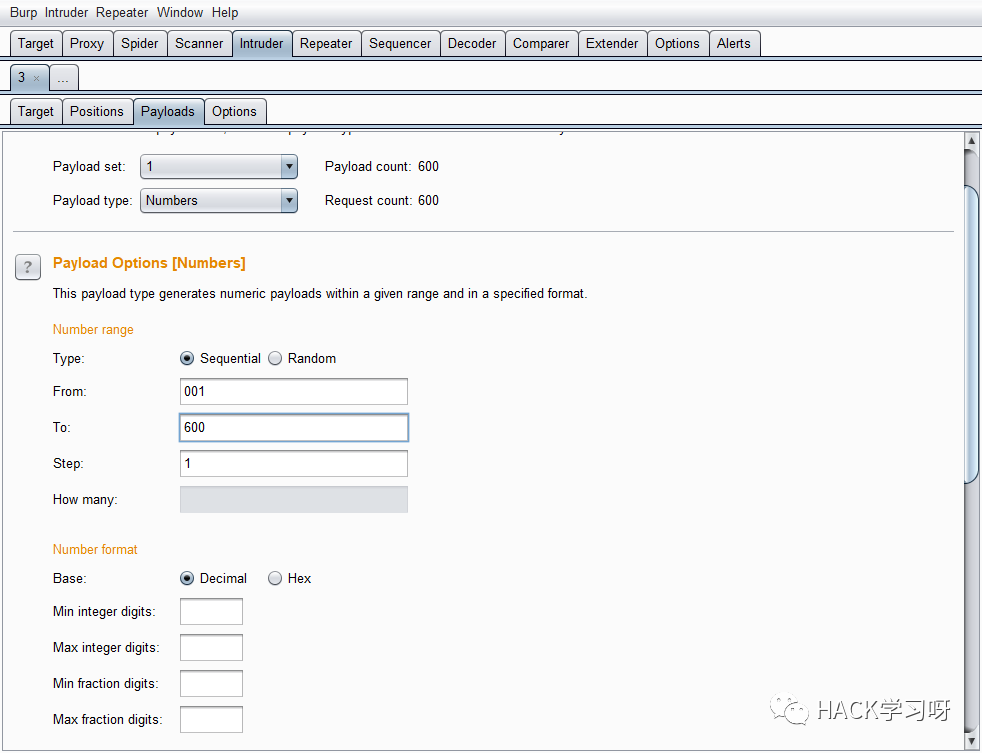 Burp Intruder Repeater Window Help
Target Proxy Spider Scanner Intruder Repeater Sequencer Decoder Comparer Extender Options Alerts
3 × ...
Target Positions Payloads Options
Payload set: 1 Payload count: 600
Payload type: Numbers Request count: 600
? Payload Options [Numbers]
This payload type generates numeric payloads within a given range and in a specified format.
Number range
Type: Sequential Random
From: 001
To: 600
Step: 1
How many:
Number format
Base: Decimal Hex
Min integer digits:
Max integer digits:
Min fraction digits:
Max fraction digits:
HACK学习呀